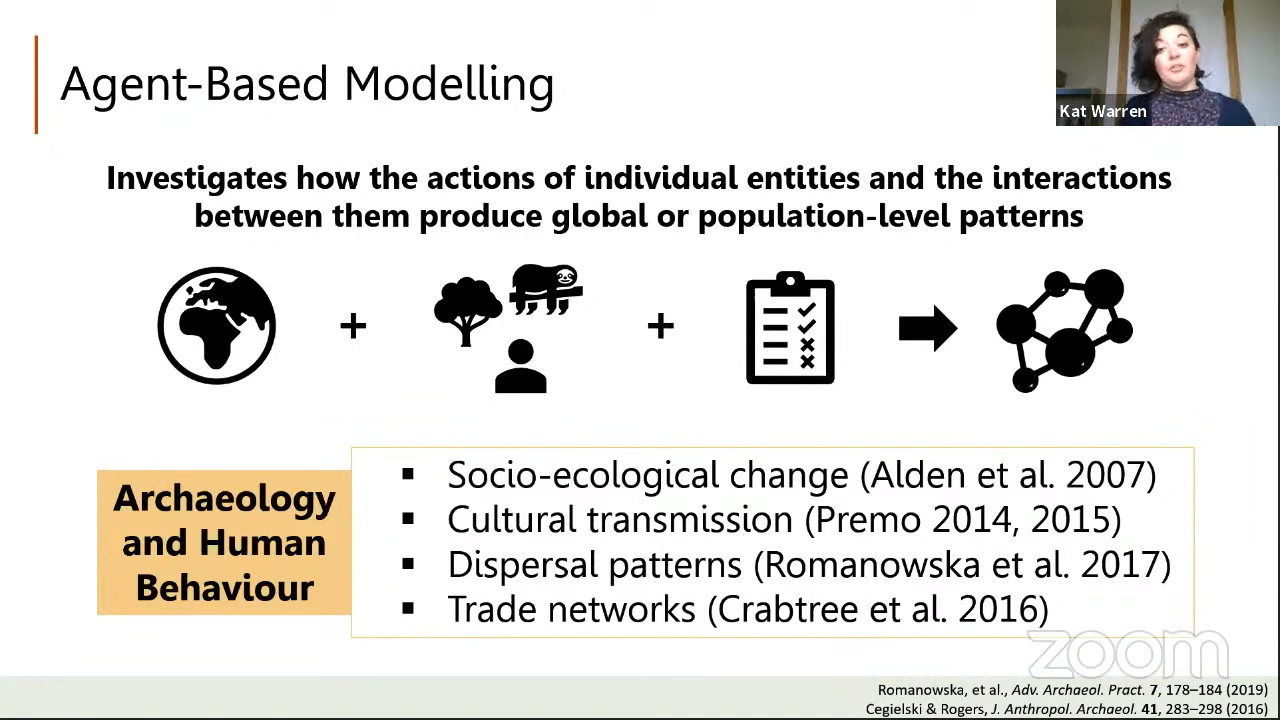 Agent-Based Modelling
Kat Warren
Investigates how the actions of individual entities and the interactions
between them produce global or population-level patterns
+
+
Archaeology
and Human
Behaviour
▪ Socio-ecological change (Alden et al. 2007)
▪ Cultural transmission (Premo 2014, 2015)
▪ Dispersal patterns (Romanowska et al. 2017)
▪ Trade networks (Crabtree et al. 2016)
zoom
Romanowska, et al., Adv. Archaeol. Pract. 7, 178–184 (2019)
Cegielski & Rogers, J. Anthropol. Archaeol. 41, 283–298 (2016)